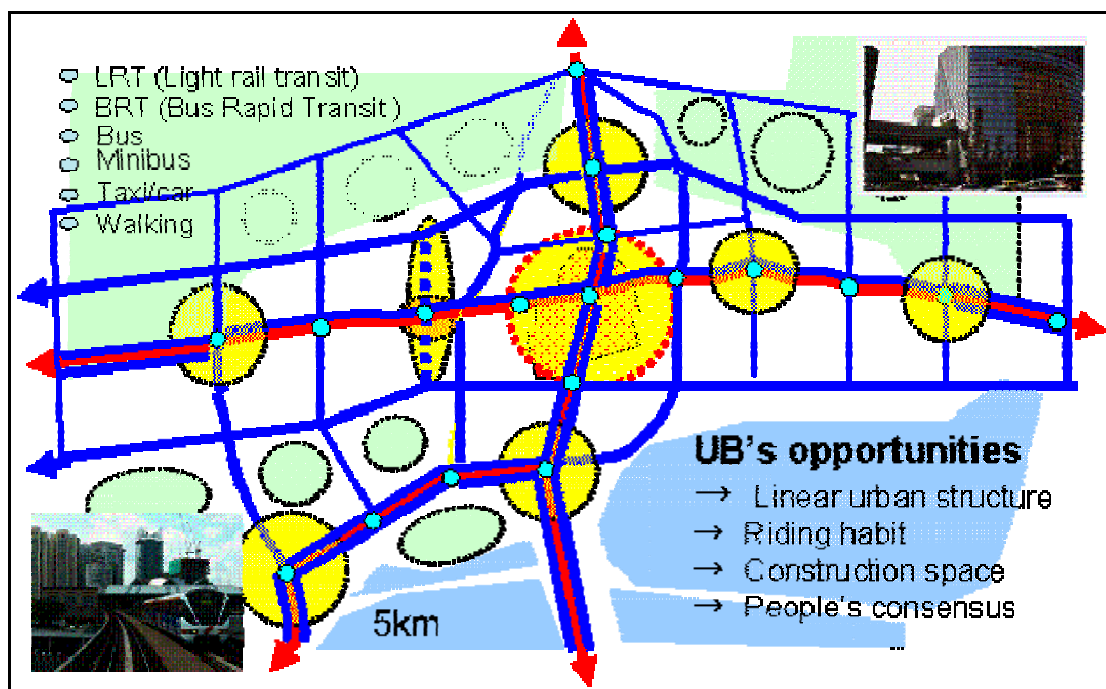 LRT (Light rail transit)
BRT (Bus Rapid Transit)
Bus
Minibus
Taxi/car
Walking
UB's opportunities
→ Linear urban structure
→ Riding habit
→ Construction space
→ People's consensus
5km
...